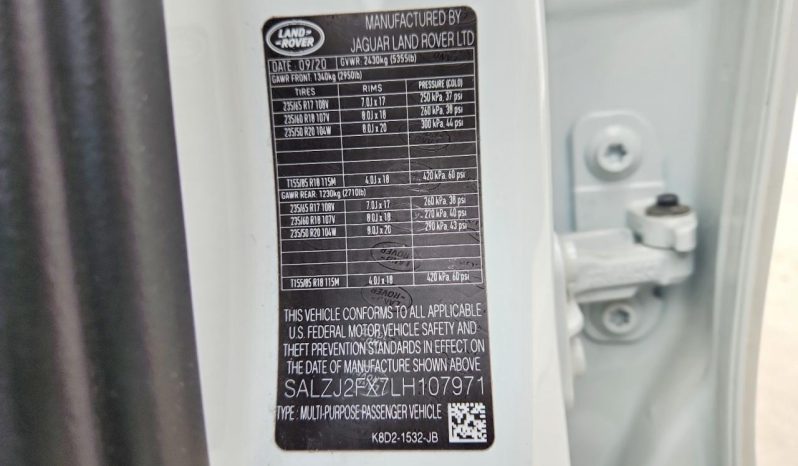 LAND ROVER
MANUFACTURED BY
JAGUAR LAND ROVER LTD
DATE : 09/20 GVWR: 2430kg (5355lb)
GAWR FRONT: 1340kg (2950lb)
TIRES RIMS PRESSURE (COLD)
235/65 R17 108V 7.0J x 17 250 kPa, 37 psi
235/60 R18 107V 8.0J x 18 260 kPa, 38 psi
235/50 R20 104W 8.0J x 20 300 kPa, 44 psi
T155/85 R18 115M 4.0J x 18 420 kPa, 60 psi
GAWR REAR: 1230kg (2710lb)
235/65 R17 108V 7.0J x 17 260 kPa, 38 psi
235/60 R18 107V 8.0J x 18 270 kPa, 40 psi
235/50 R20 104W 8.0J x 20 290 kPa, 43 psi
T155/85 R18 115M 4.0J x 18 420 kPa, 60 psi
THIS VEHICLE CONFORMS TO ALL APPLICABLE
U.S. FEDERAL MOTOR VEHICLE SAFETY AND
THEFT PREVENTION STANDARDS IN EFFECT ON
THE DATE OF MANUFACTURE SHOWN ABOVE
SALZJ2FX7LH107971
TYPE : MULTI-PURPOSE PASSENGER VEHICLE
K8D2-1532-JB